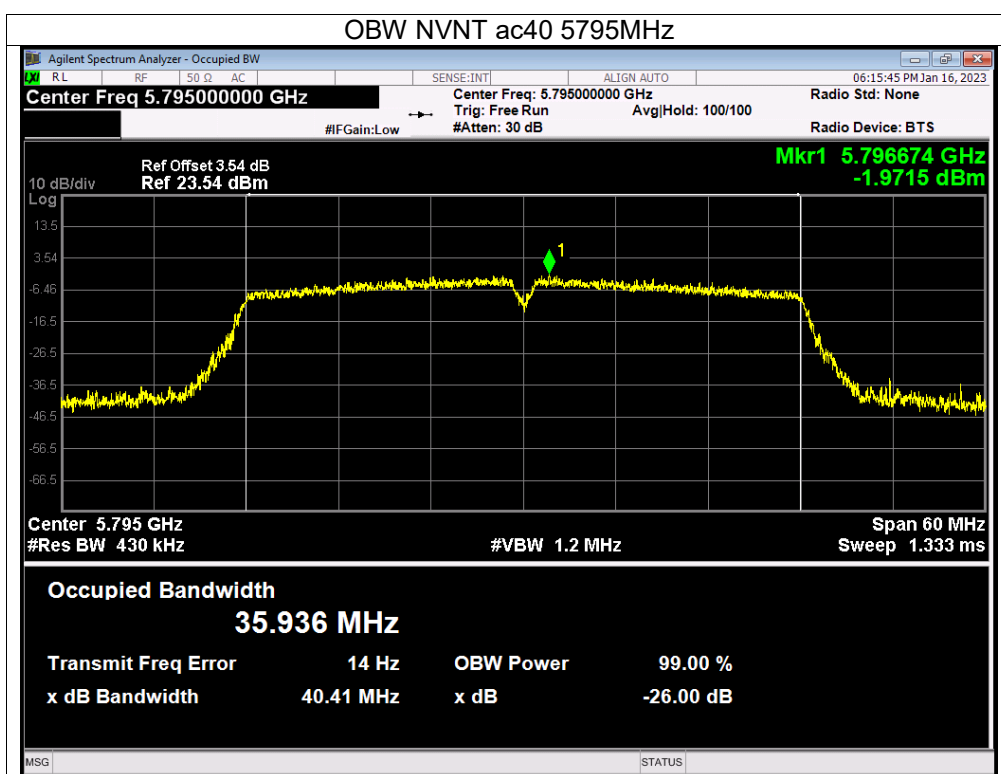 OBW NVNT ac40 5795MHz
Agilent Spectrum Analyzer - Occupied BW
LXI RL RF 50 Ω AC SENSE:INT ALIGN AUTO 06:15:45 PM Jan 16, 2023
Center Freq 5.795000000 GHz Center Freq: 5.795000000 GHz Radio Std: None
Trig: Free Run Avg|Hold: 100/100
#IFGain:Low #Atten: 30 dB Radio Device: BTS
Mkr1 5.796674 GHz
-1.9715 dBm
Ref Offset 3.54 dB
10 dB/div Ref 23.54 dBm
Log
13.5
3.54
-6.46
-16.5
-26.5
-36.5
-46.5
-56.5
-66.5
1
Center 5.795 GHz Span 60 MHz
#Res BW 430 kHz #VBW 1.2 MHz Sweep 1.333 ms
Occupied Bandwidth
35.936 MHz
Transmit Freq Error 14 Hz OBW Power 99.00 %
x dB Bandwidth 40.41 MHz x dB -26.00 dB
MSG STATUS